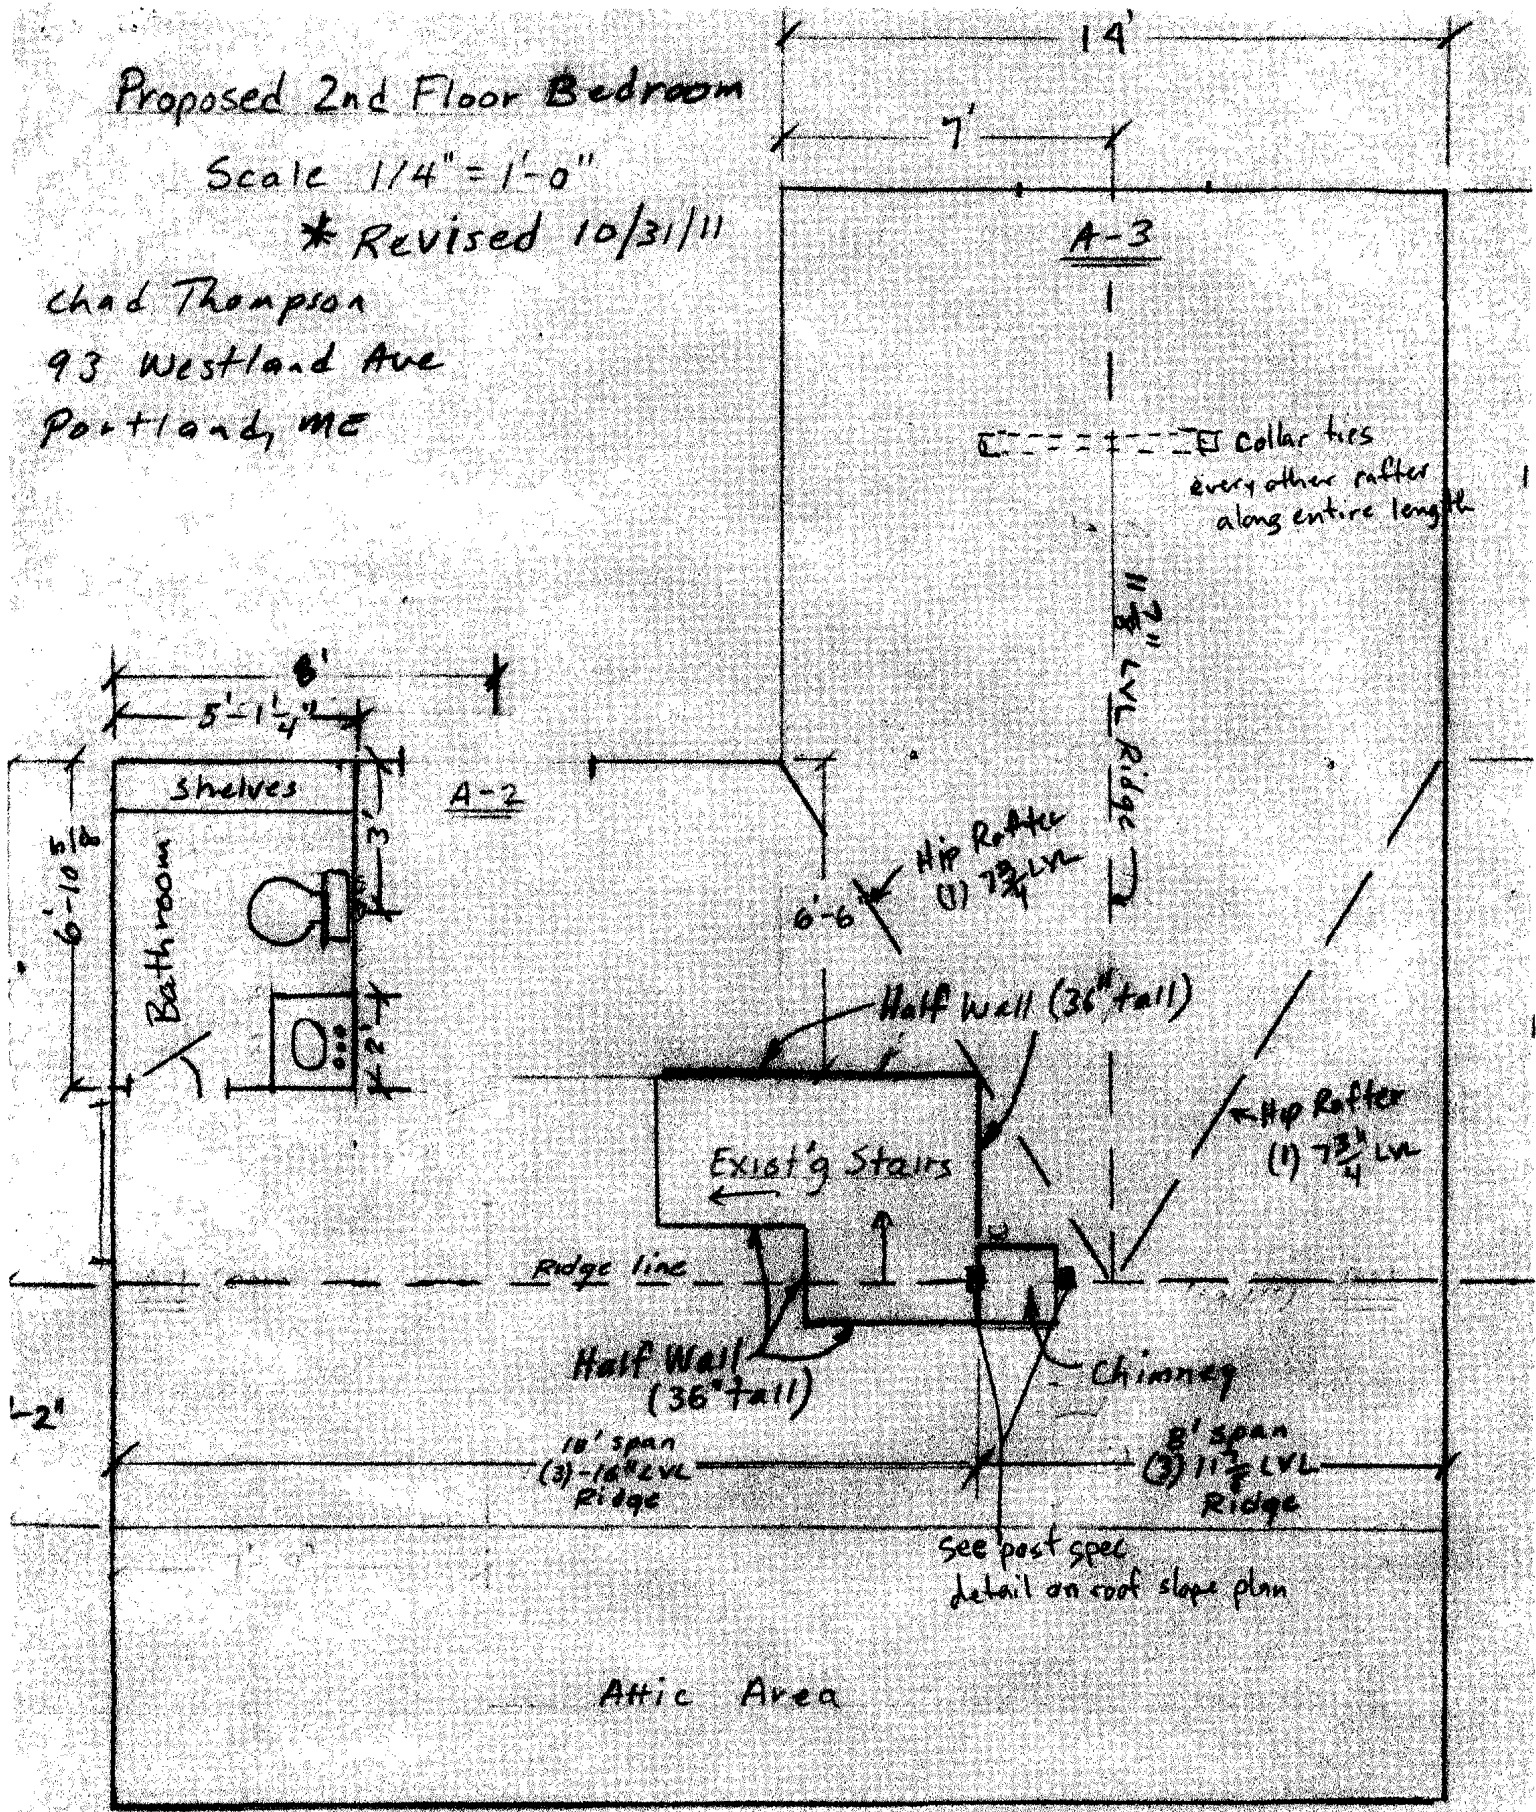 14'
Proposed 2nd Floor Bedroom
7'
Scale 1/4" = 1'-0"
* Revised 10/31/11
A-3
Chad Thompson
93 Westland Ave
Portland, ME
Collar ties
every other rafter
along entire length
11 7/8" LVL Ridge
8'
5'-1 1/4"
Shelves
A-2
3'
6'-10
Bathroom
Hip Rafter
(1) 7 3/4 LVL
6'-6"
Half Wall (36" tall)
2'
Hip Rafter
(1) 7 3/4" LVL
Exist'g Stairs
Ridge line
Half Wall
(36" tall)
Chimney
-2"
18' span
(3)-16" LVL
Ridge
8' span
(3) 11 7/8 LVL
Ridge
See post spec
detail on roof slope plan
Attic Area